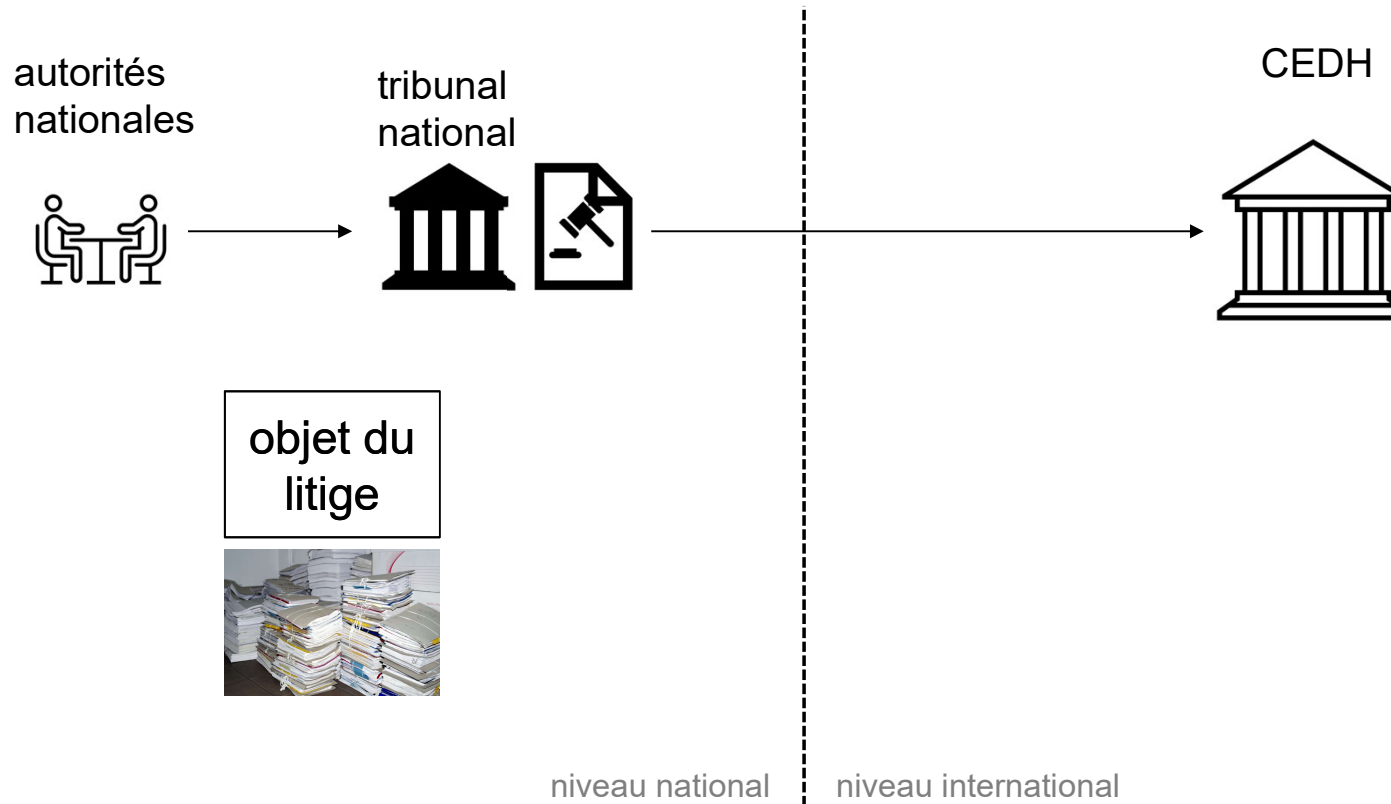 autorités
nationales
tribunal
national
CEDH
objet du
litige
niveau national
niveau international